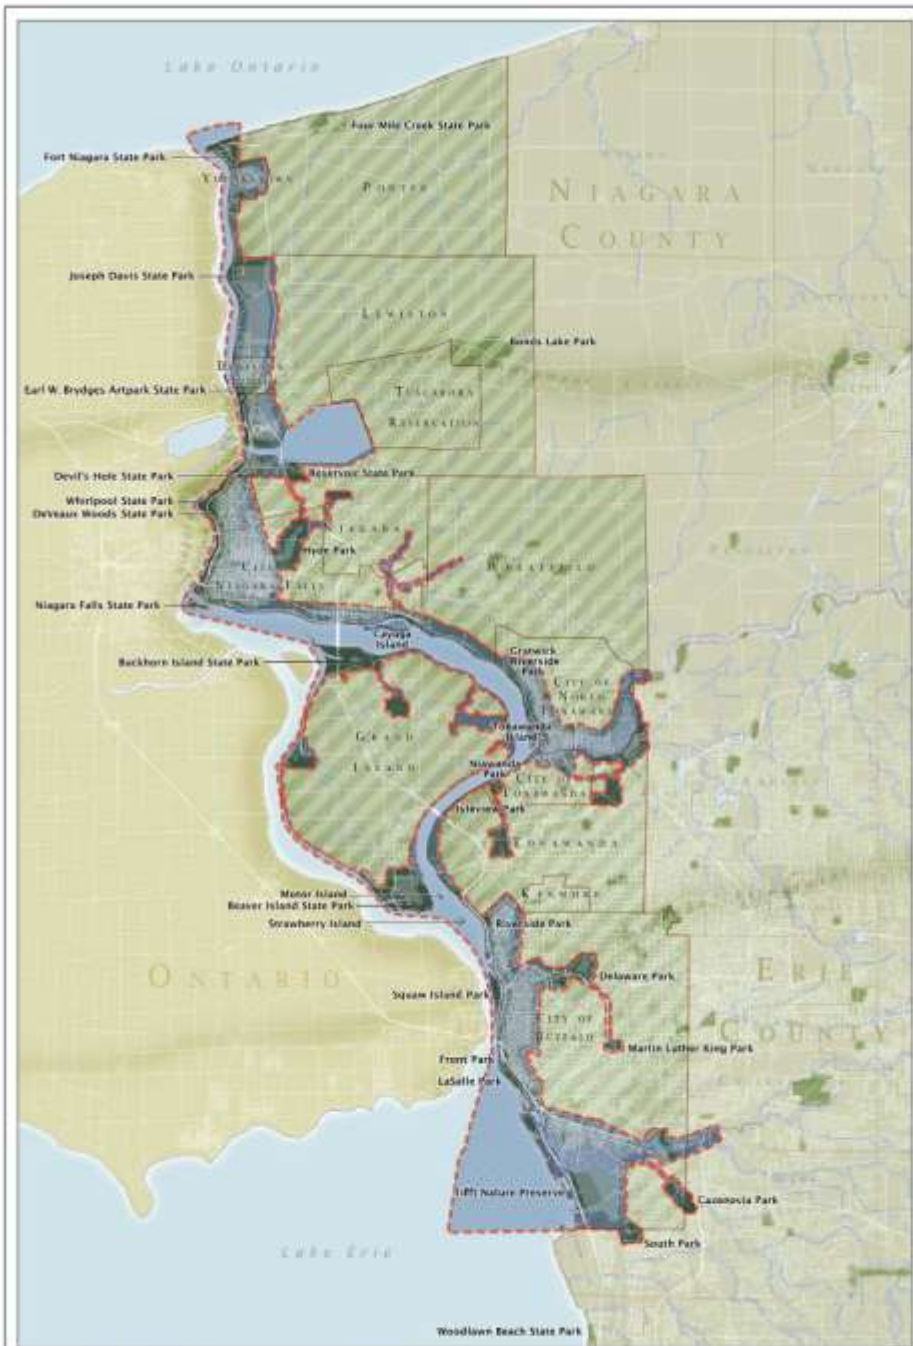 Lake Ontario
Four Mile Creek State Park
Fort Niagara State Park
PORTER
NIAGARA
COUNTY
Joseph Davis State Park
LEWISTON
Bonds Lake Park
Earl W. Brydges Artpark State Park
TUSCARORA
RESERVATION
Devil's Hole State Park
Reservoir State Park
Whirlpool State Park
DeVeaux Woods State Park
NIAGARA
Hyde Park
WHEATFIELD
CITY
NIAGARA FALLS
Niagara Falls State Park
Cayuga
Island
Buckhorn Island State Park
Gratwick
Riverside
Park
CITY OF
NORTH
TONAWANDA
GRAND
ISLAND
Tonawanda
Island
Niawanda
Park
CITY OF
TONAWANDA
Isleview Park
TONAWANDA
KENMORE
Motor Island
Beaver Island State Park
Strawberry Island
Riverside Park
ONTARIO
Delaware Park
ERIE
COUNTY
Squaw Island Park
CITY OF
BUFFALO
Martin Luther King Park
Front Park
LaSalle Park
Tifft Nature Preserve
Cazenovia Park
South Park
Lake Erie
Woodlawn Beach State Park